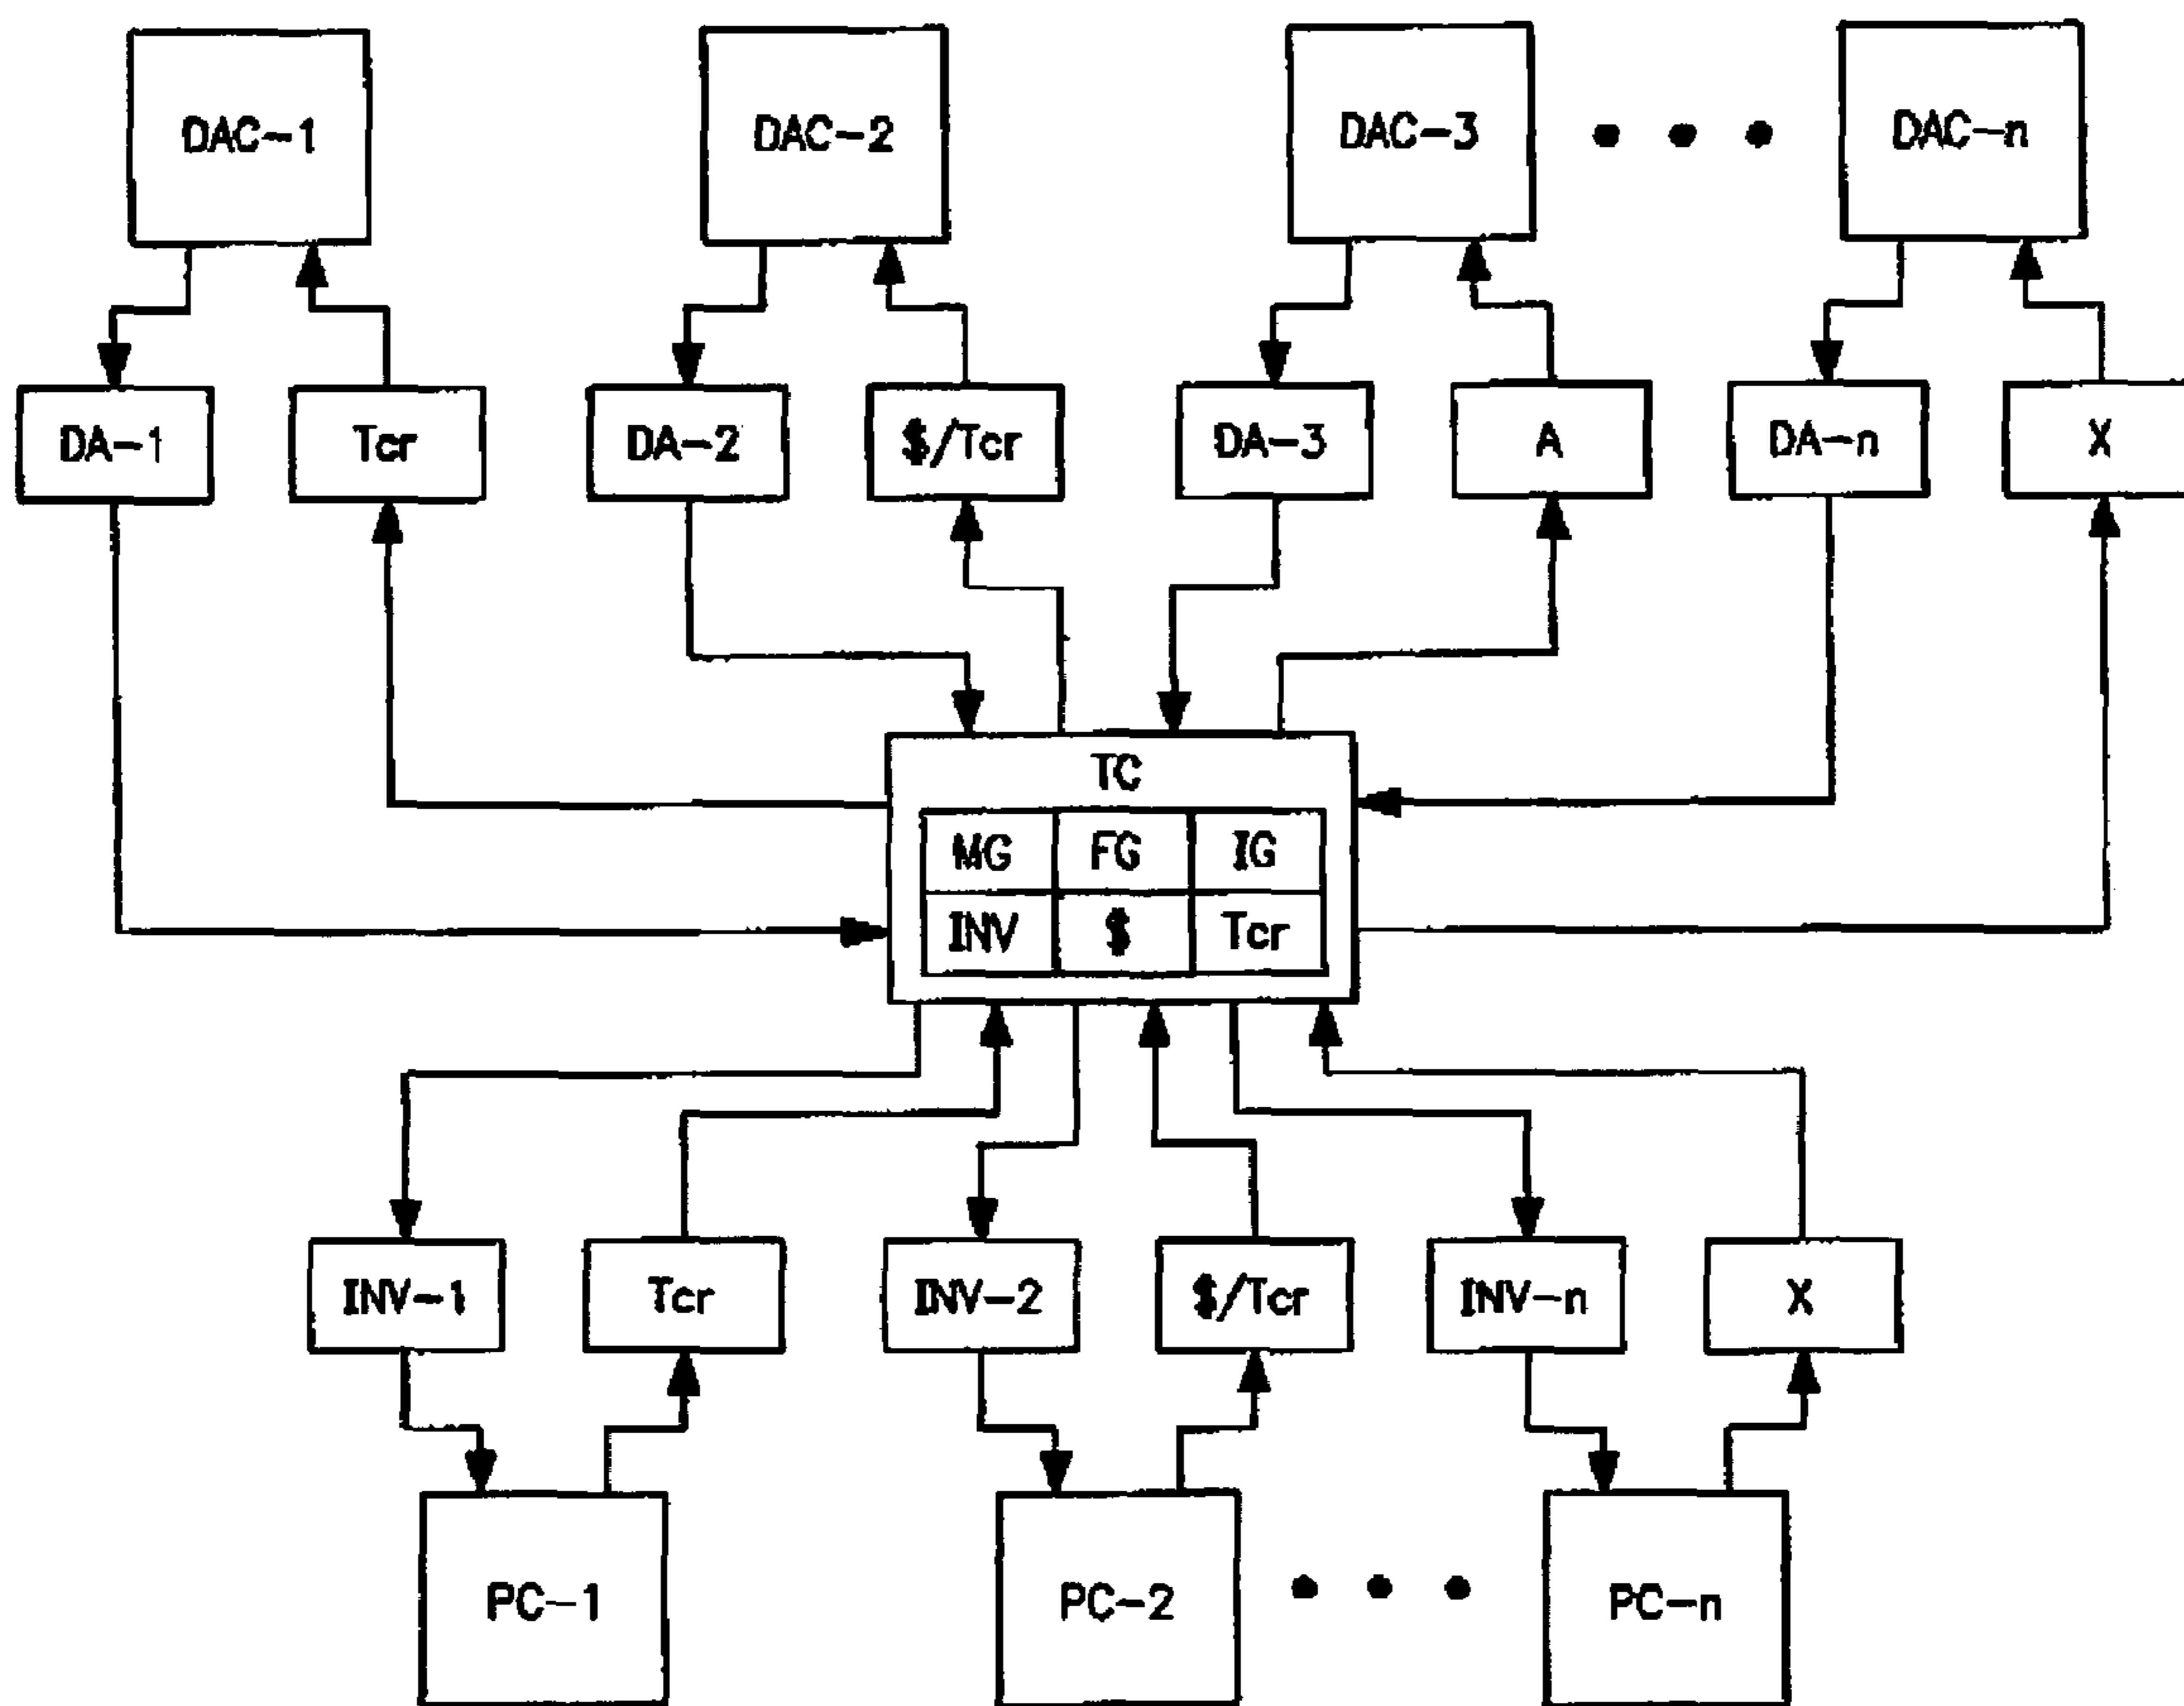 DAC-1
DAC-2
DAC-3
DAC-n
DA-1
Tcr
DA-2
$/Tcr
DA-3
A
DA-n
X
TC
MG
FG
IG
INV
$
Tcr
INV-1
Tcr
INV-2
$/Tcr
INV-n
X
PC-1
PC-2
PC-n